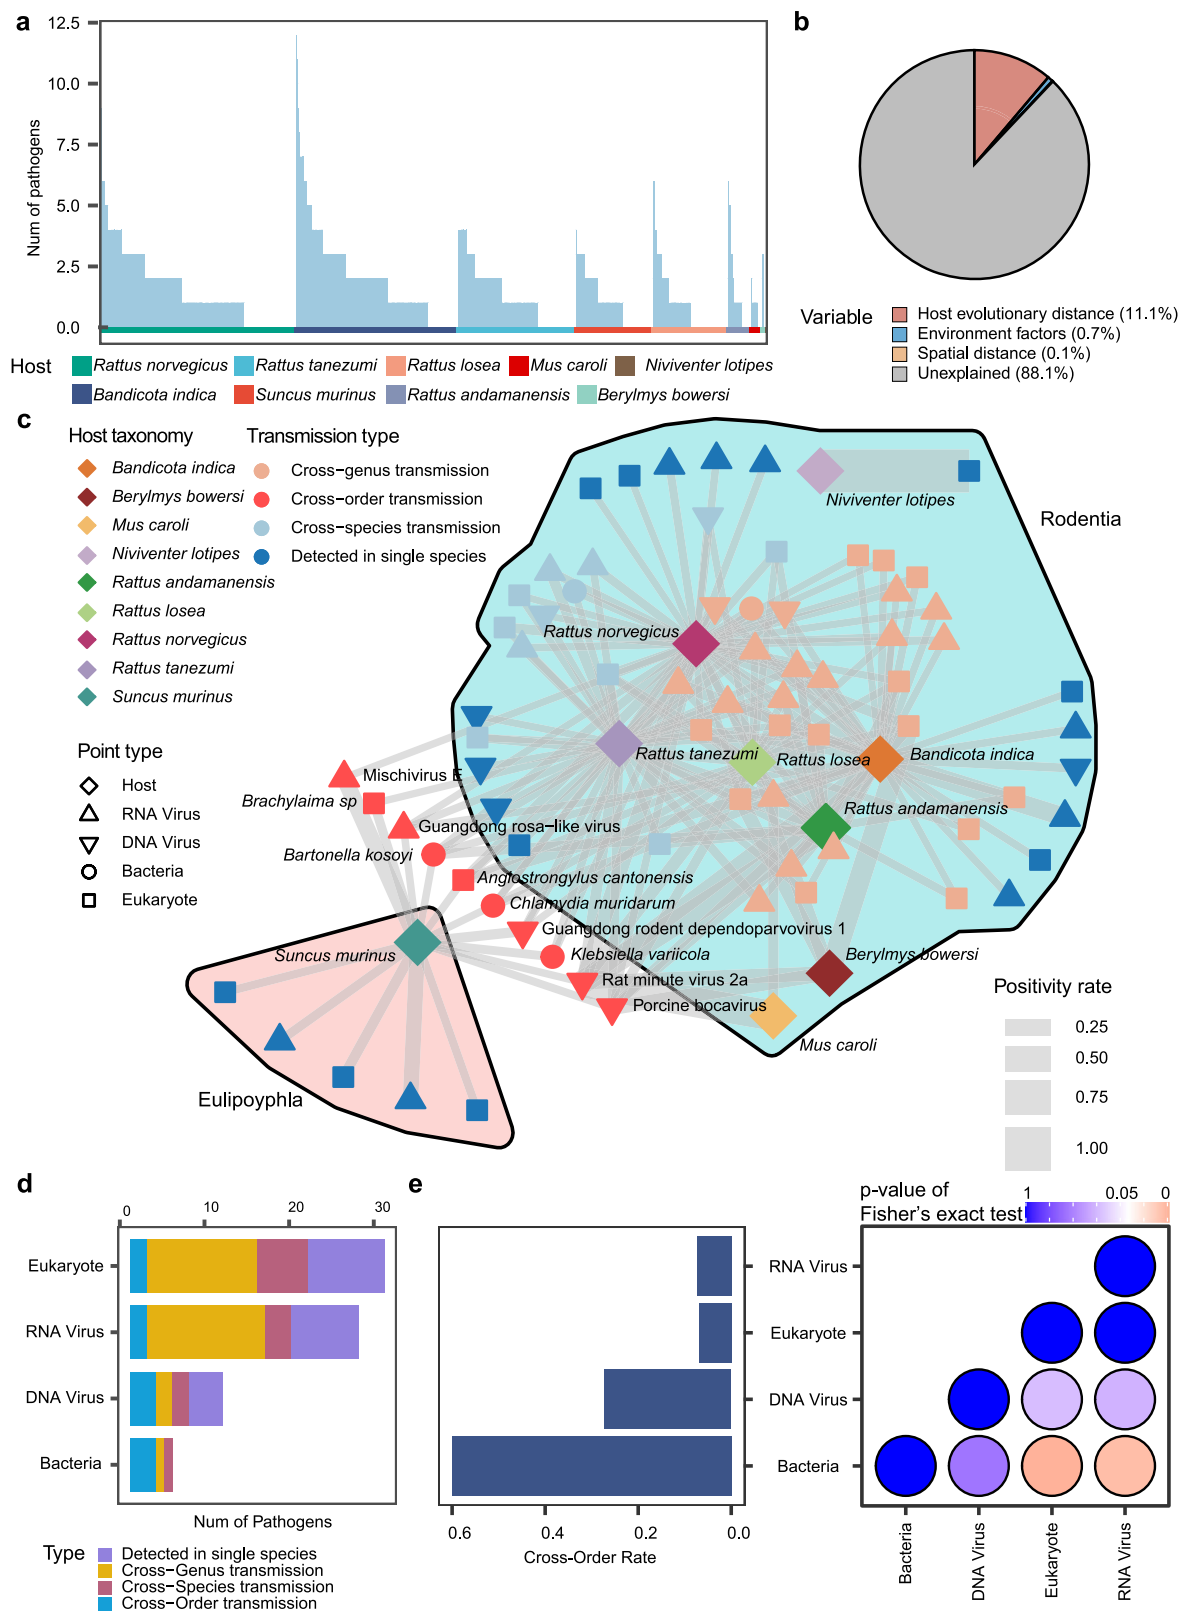 a
12.5
10.0
7.5
5.0
2.5
0.0
Num of pathogens
Host
Rattus norvegicus
Rattus tanezumi
Rattus losea
Mus caroli
Niviventer lotipes
Bandicota indica
Suncus murinus
Rattus andamanensis
Berylmys bowersi
b
Variable
Host evolutionary distance (11.1%)
Environment factors (0.7%)
Spatial distance (0.1%)
Unexplained (88.1%)
c
Host taxonomy
Bandicota indica
Berylmys bowersi
Mus caroli
Niviventer lotipes
Rattus andamanensis
Rattus losea
Rattus norvegicus
Rattus tanezumi
Suncus murinus
Transmission type
Cross−genus transmission
Cross−order transmission
Cross−species transmission
Detected in single species
Point type
Host
RNA Virus
DNA Virus
Bacteria
Eukaryote
Niviventer lotipes
Rodentia
Rattus norvegicus
Rattus tanezumi
Rattus losea
Bandicota indica
Rattus andamanensis
Mischivirus E
Brachylaima sp
Guangdong rosa−like virus
Bartonella kosoyi
Angiostrongylus cantonensis
Chlamydia muridarum
Guangdong rodent dependoparvovirus 1
Suncus murinus
Klebsiella variicola
Berylmys bowersi
Rat minute virus 2a
Porcine bocavirus
Mus caroli
Eulipoyphla
Positivity rate
0.25
0.50
0.75
1.00
d
0
10
20
30
Eukaryote
RNA Virus
DNA Virus
Bacteria
Num of Pathogens
Type
Detected in single species
Cross−Genus transmission
Cross−Species transmission
Cross−Order transmission
e
0.6
0.4
0.2
0.0
Cross−Order Rate
p-value of
Fisher's exact test
1
0.05
0
RNA Virus
Eukaryote
DNA Virus
Bacteria
Bacteria
DNA Virus
Eukaryote
RNA Virus